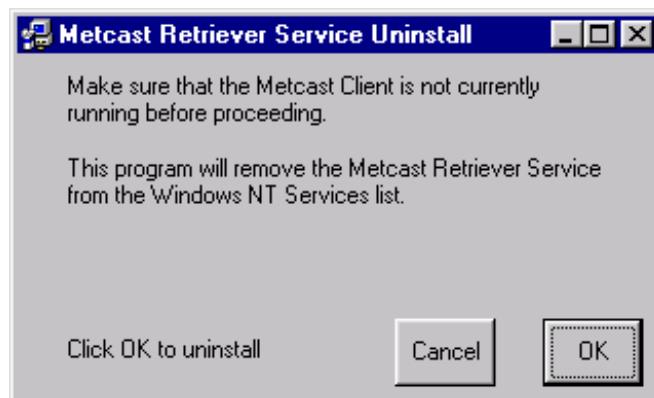 Metcast Retriever Service Uninstall
Make sure that the Metcast Client is not currently
running before proceeding.
This program will remove the Metcast Retriever Service
from the Windows NT Services list.
Click OK to uninstall
Cancel
OK